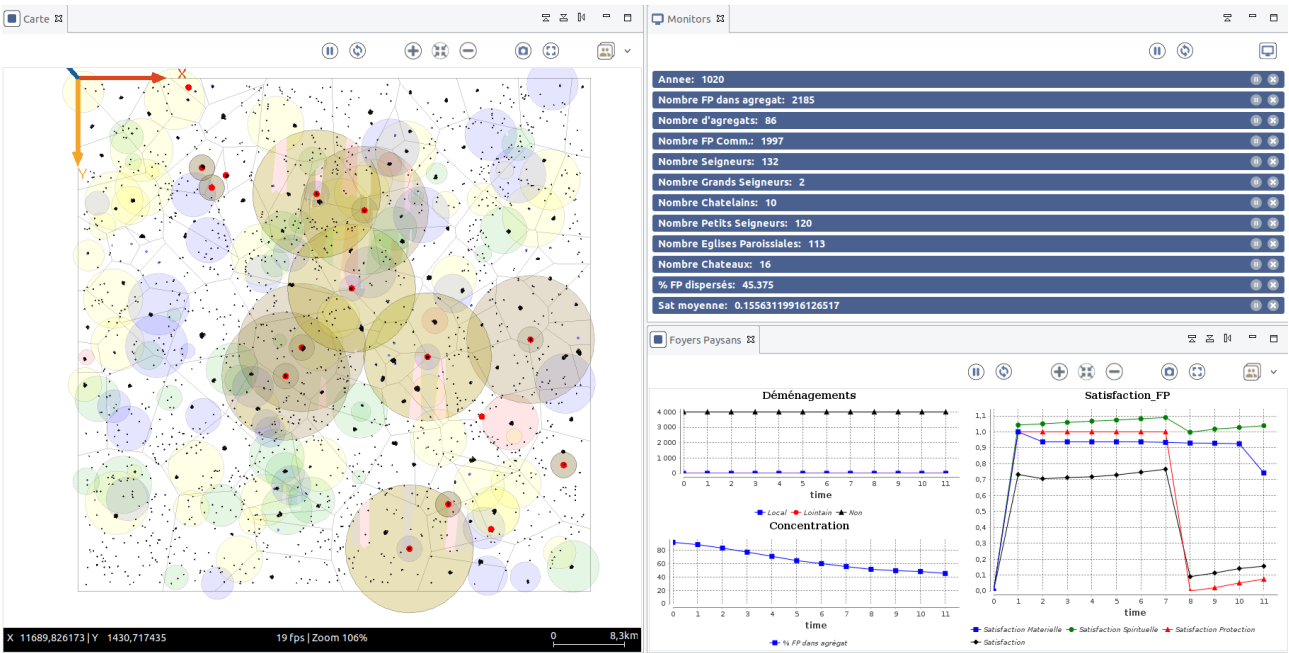 Carte
X
Y
X 11689,826173 | Y 1430,717435
19 fps | Zoom 106%
0 8,3km
Monitors
Annee: 1020
Nombre FP dans agregat: 2185
Nombre d'agregats: 86
Nombre FP Comm.: 1997
Nombre Seigneurs: 132
Nombre Grands Seigneurs: 2
Nombre Chatelains: 10
Nombre Petits Seigneurs: 120
Nombre Eglises Paroissiales: 113
Nombre Chateaux: 16
% FP dispersés: 45.375
Sat moyenne: 0.15563119916126517
Foyers Paysans
Déménagements
4 000
3 000
2 000
1 000
0
0 1 2 3 4 5 6 7 8 9 10 11
time
Local Lointain Non
Concentration
80
60
40
20
0
0 1 2 3 4 5 6 7 8 9 10 11
time
% FP dans agrégat
Satisfaction_FP
1,1
1,0
0,9
0,8
0,7
0,6
0,5
0,4
0,3
0,2
0,1
0,0
0 1 2 3 4 5 6 7 8 9 10 11
time
Satisfaction Materielle Satisfaction Spirituelle Satisfaction Protection
Satisfaction